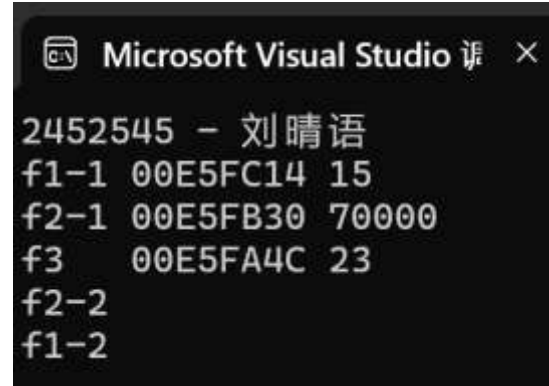 Microsoft Visual Studio 调
2452545 - 刘晴语
f1-1 00E5FC14 15
f2-1 00E5FB30 70000
f3   00E5FA4C 23
f2-2
f1-2